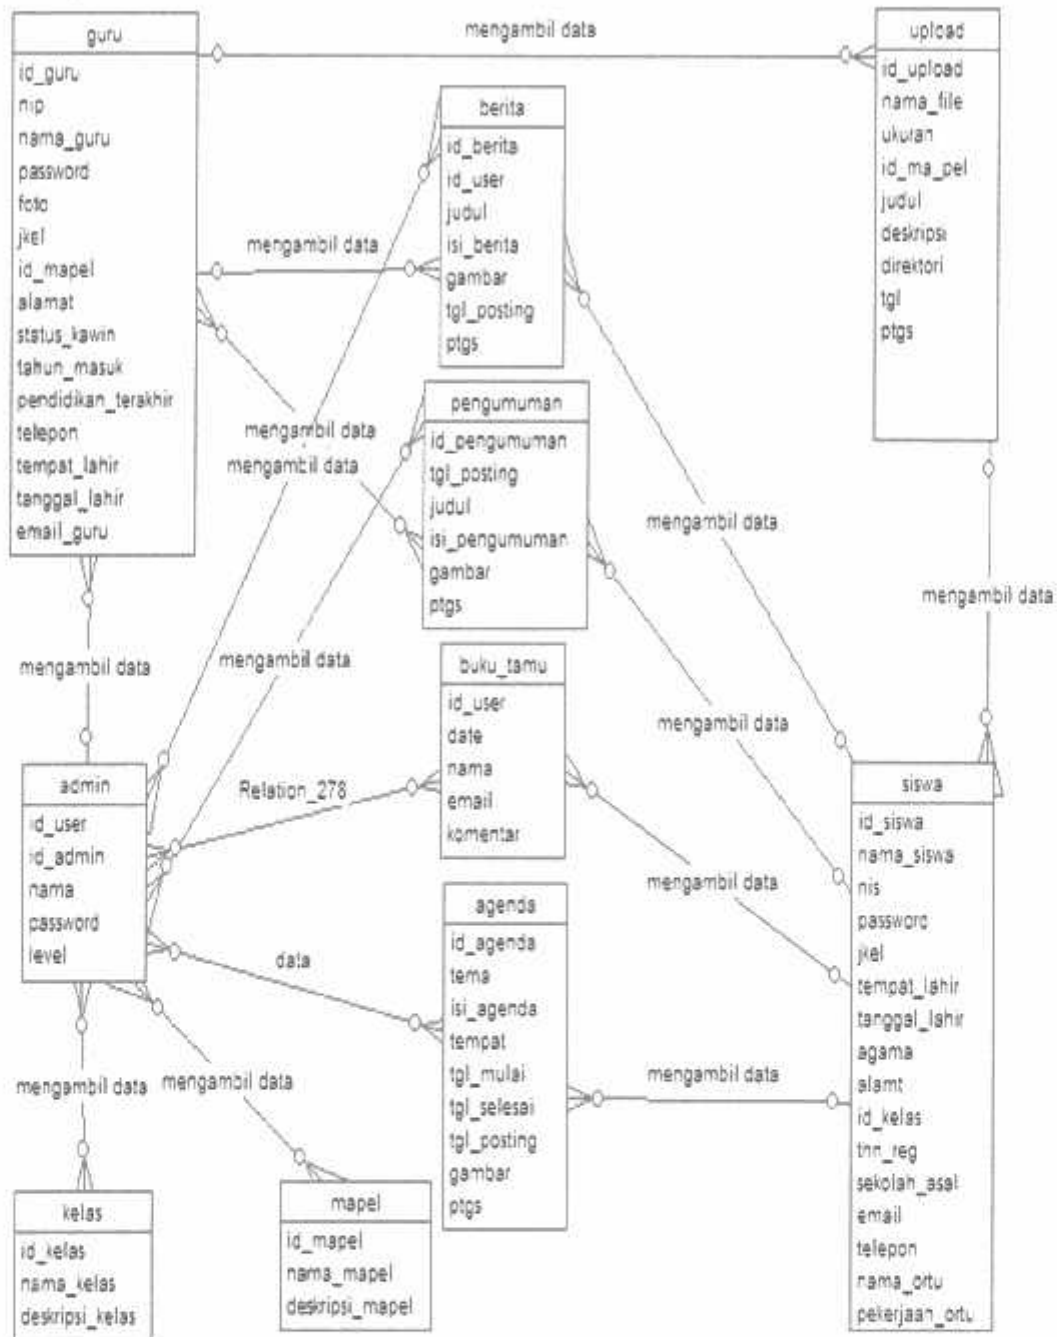 guru
id_guru
nip
nama_guru
password
foto
jkel
id_mapel
alamat
status_kawin
tahun_masuk
pendidikan_terakhir
telepon
tempat_lahir
tanggal_lahir
email_guru
mengambil data
upload
id_upload
nama_file
ukuran
id_ma_pel
judul
deskripsi
direktori
tgl
ptgs
berita
id_berita
id_user
judul
isi_berita
gambar
tgl_posting
ptgs
mengambil data
pengumuman
id_pengumuman
tgl_posting
judul
isi_pengumuman
gambar
ptgs
mengambil data
mengambil data
mengambil data
mengambil data
mengambil data
mengambil data
mengambil data
buku_tamu
id_user
date
nama
email
komentar
admin
id_user
id_admin
nama
password
level
Relation_278
mengambil data
siswa
id_siswa
nama_siswa
nis
password
jkel
tempat_lahir
tanggal_lahir
agama
alamt
id_kelas
thn_reg
sekolah_asal
email
telepon
nama_ortu
pekerjaan_ortu
agenda
id_agenda
tema
isi_agenda
tempat
tgl_mulai
tgl_selesai
tgl_posting
gambar
ptgs
data
mengambil data
mengambil data
mengambil data
kelas
id_kelas
nama_kelas
deskripsi_kelas
mapel
id_mapel
nama_mapel
deskripsi_mapel